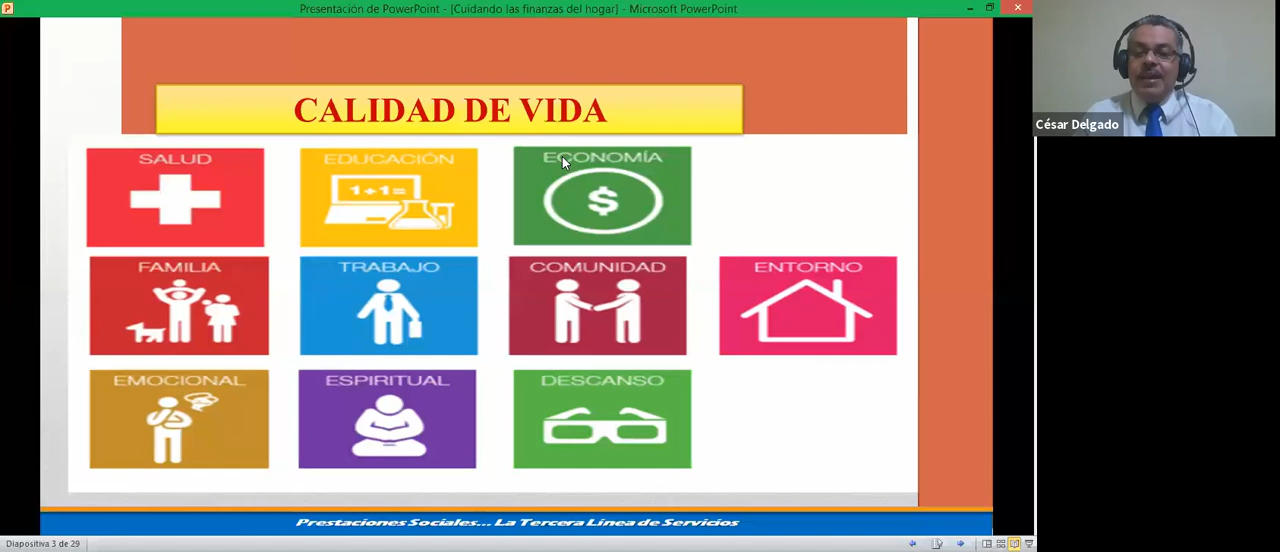 Presentación de PowerPoint - [Cuidando las finanzas del hogar] - Microsoft PowerPoint
César Delgado
CALIDAD DE VIDA
SALUD
EDUCACIÓN
1+1=
ECONOMÍA
$
FAMILIA
TRABAJO
COMUNIDAD
ENTORNO
EMOCIONAL
ESPIRITUAL
DESCANSO
Prestaciones Sociales... La Tercera Línea de Servicios
Diapositiva 3 de 29